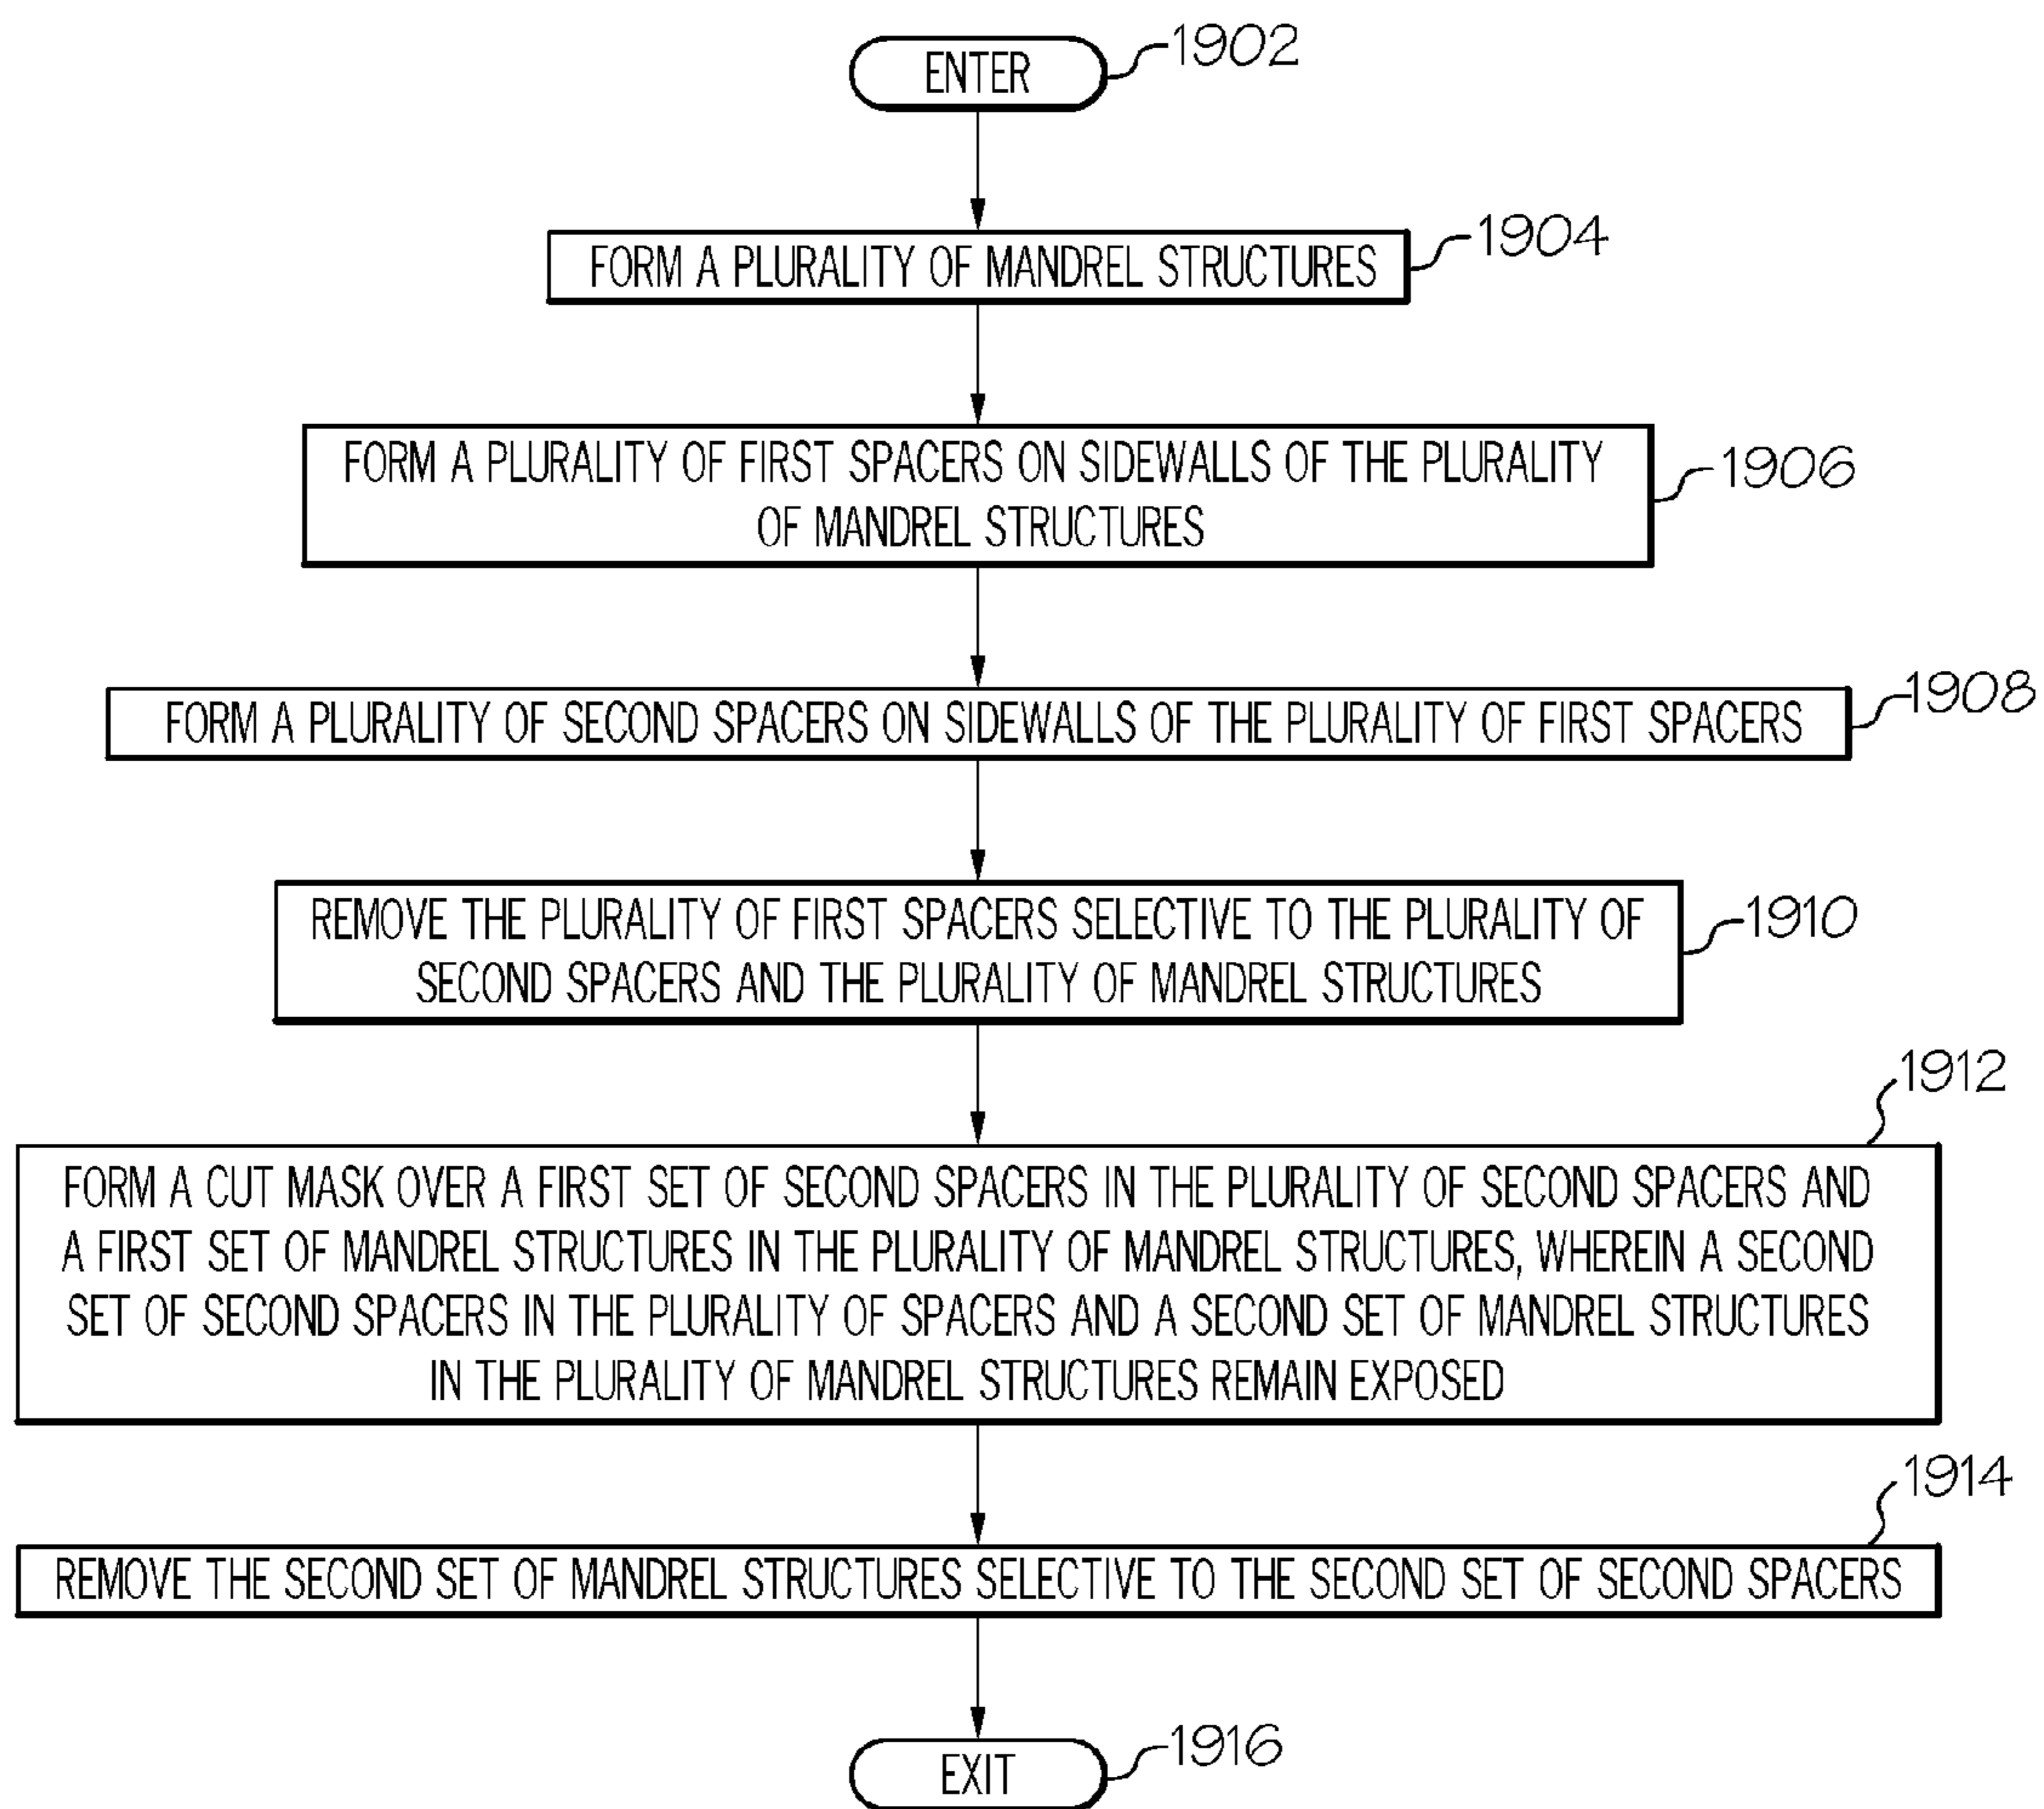 ENTER
1902
FORM A PLURALITY OF MANDREL STRUCTURES
1904
FORM A PLURALITY OF FIRST SPACERS ON SIDEWALLS OF THE PLURALITY
OF MANDREL STRUCTURES
1906
FORM A PLURALITY OF SECOND SPACERS ON SIDEWALLS OF THE PLURALITY OF FIRST SPACERS
1908
REMOVE THE PLURALITY OF FIRST SPACERS SELECTIVE TO THE PLURALITY OF
SECOND SPACERS AND THE PLURALITY OF MANDREL STRUCTURES
1910
1912
FORM A CUT MASK OVER A FIRST SET OF SECOND SPACERS IN THE PLURALITY OF SECOND SPACERS AND
A FIRST SET OF MANDREL STRUCTURES IN THE PLURALITY OF MANDREL STRUCTURES, WHEREIN A SECOND
SET OF SECOND SPACERS IN THE PLURALITY OF SPACERS AND A SECOND SET OF MANDREL STRUCTURES
IN THE PLURALITY OF MANDREL STRUCTURES REMAIN EXPOSED
1914
REMOVE THE SECOND SET OF MANDREL STRUCTURES SELECTIVE TO THE SECOND SET OF SECOND SPACERS
EXIT
1916